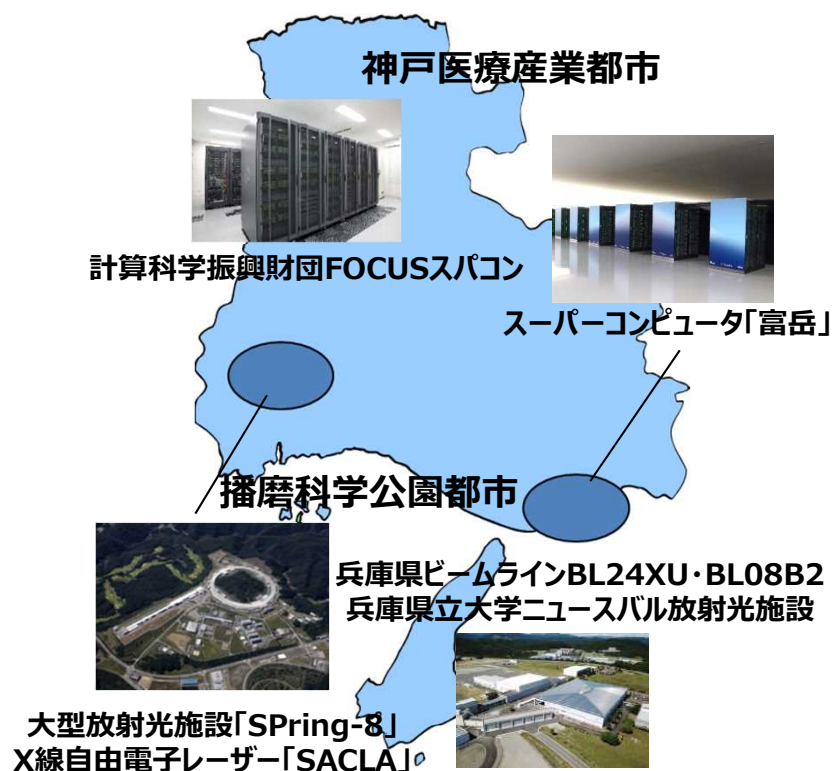 神戸医療産業都市
計算科学振興財団FOCUSスパコン
スーパーコンピュータ「富岳」
播磨科学公園都市
兵庫県ビームラインBL24XU・BL08B2
兵庫県立大学ニュースバル放射光施設
大型放射光施設「SPring-8」
X線自由電子レーザー「SACLA」